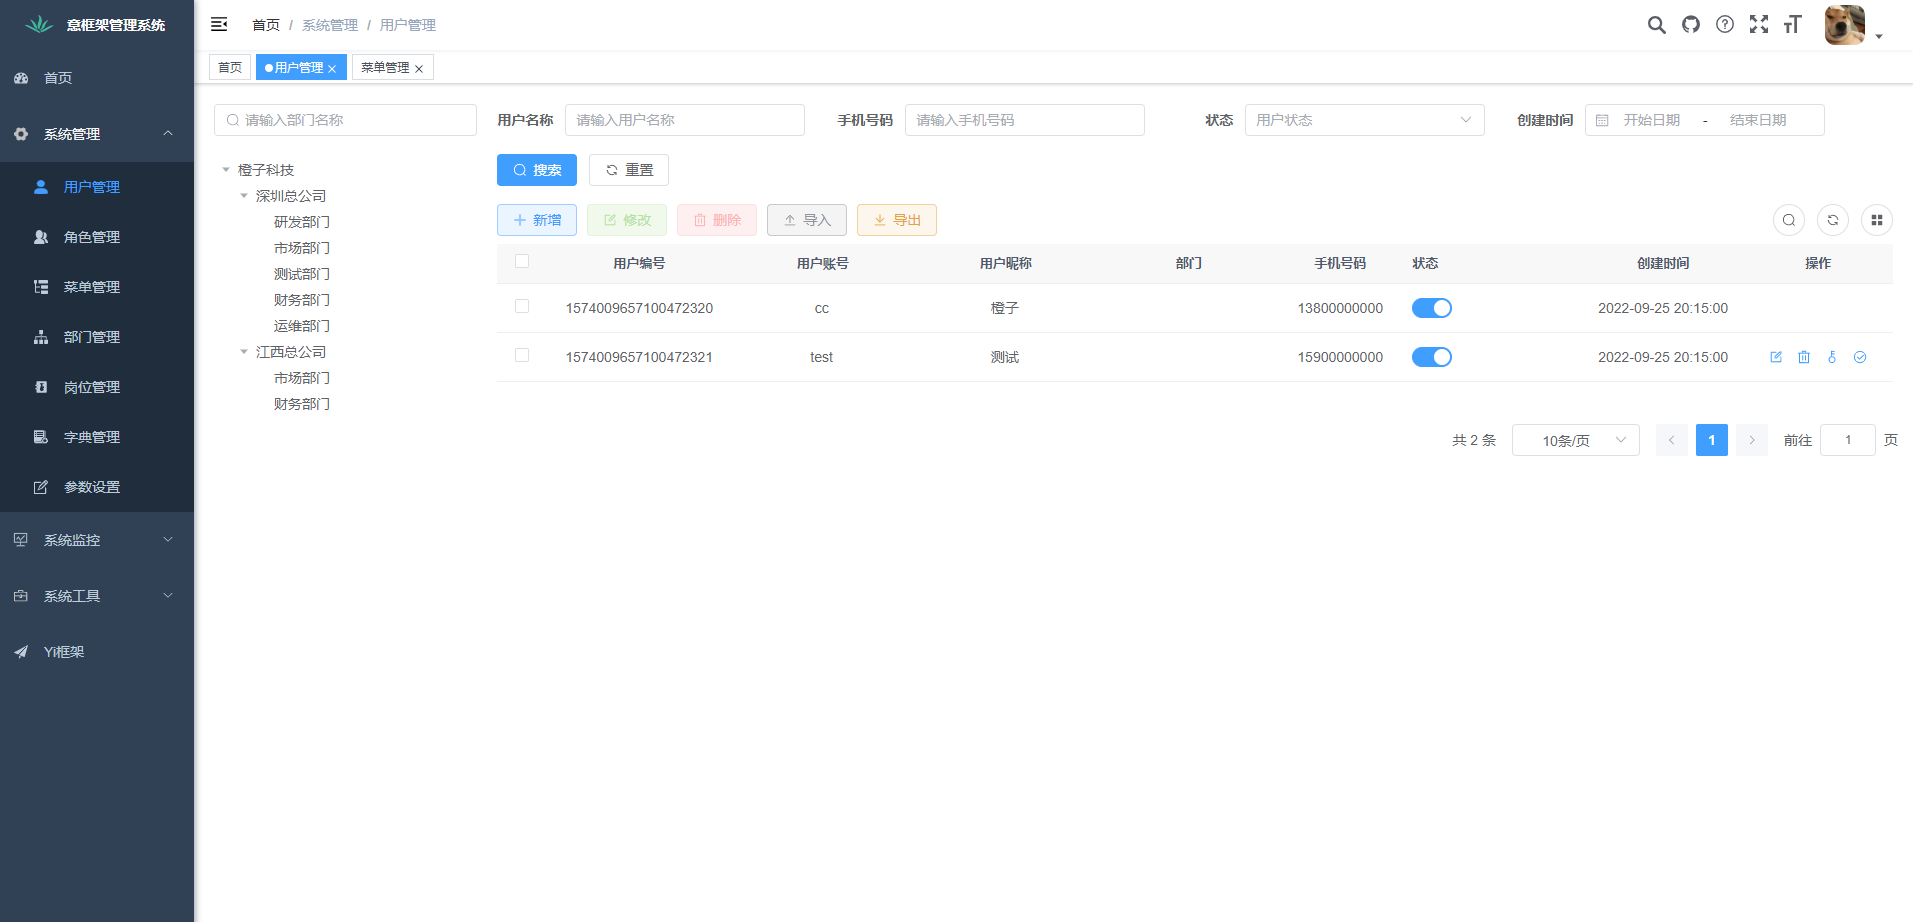 意框架管理系统
首页
系统管理
用户管理
角色管理
菜单管理
部门管理
岗位管理
字典管理
参数设置
系统监控
系统工具
Yi框架
首页 / 系统管理 / 用户管理
首页 用户管理 菜单管理
请输入部门名称
橙子科技
深圳总公司
研发部门
市场部门
测试部门
财务部门
运维部门
江西总公司
市场部门
财务部门
用户名称 请输入用户名称 手机号码 请输入手机号码 状态 用户状态 创建时间 开始日期 - 结束日期
搜索 重置
新增 修改 删除 导入 导出
用户编号 用户账号 用户昵称 部门 手机号码 状态 创建时间 操作
1574009657100472320 cc 橙子 13800000000 2022-09-25 20:15:00
1574009657100472321 test 测试 15900000000 2022-09-25 20:15:00
共 2 条 10条/页 1 前往 1 页